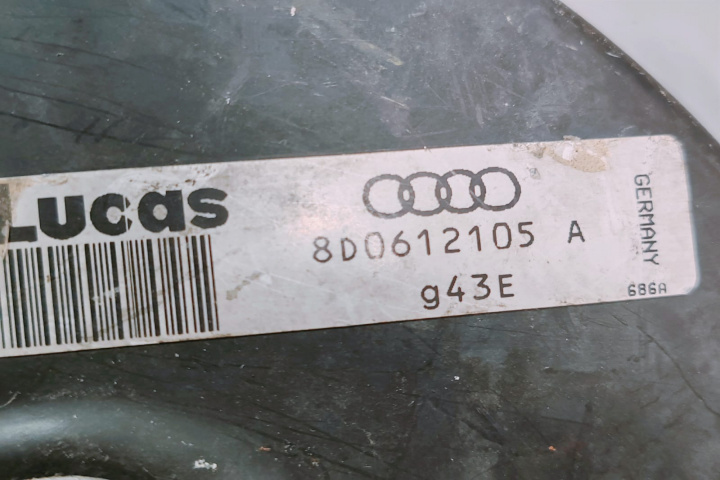 Lucas
8D0612105 A
g43E
GERMANY
686A